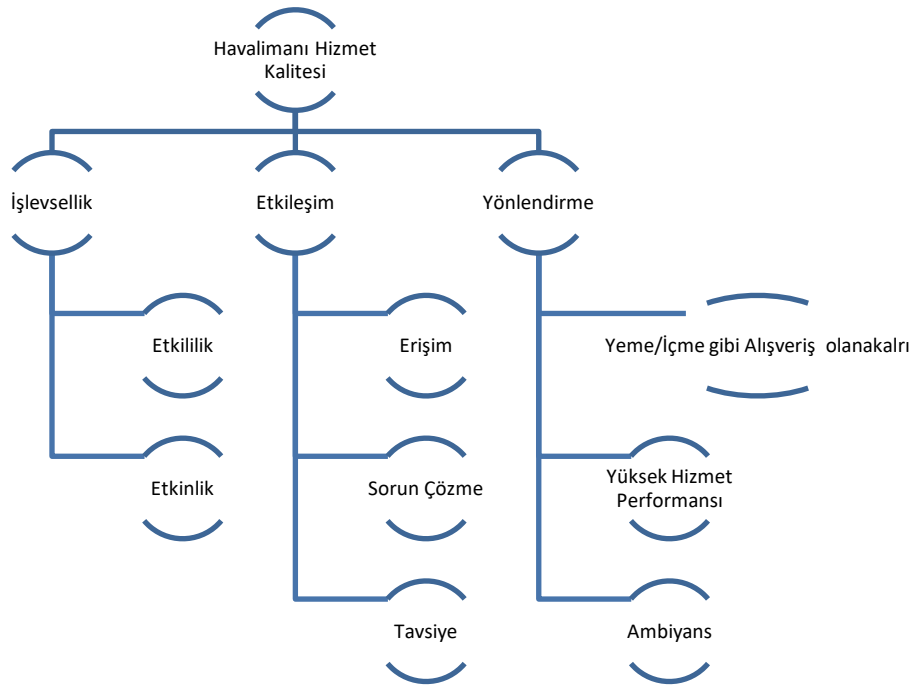 Havalimanı Hizmet
Kalitesi
İşlevsellik
Etkileşim
Yönlendirme
Etkililik
Erişim
Yeme/İçme gibi Alışveriş olanakalrı
Etkinlik
Sorun Çözme
Yüksek Hizmet
Performansı
Tavsiye
Ambiyans